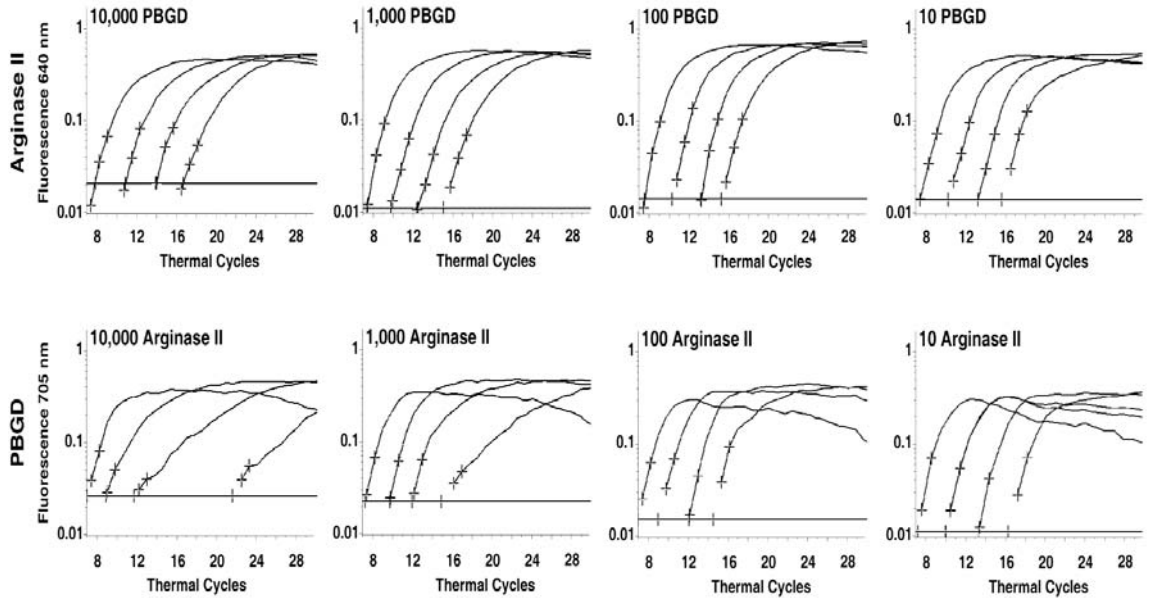 10,000 PBGD
1,000 PBGD
100 PBGD
10 PBGD
Arginase II
Fluorescence 640 nm
1
0.1
0.01
8 12 16 20 24 28
Thermal Cycles
1
0.1
0.01
8 12 16 20 24 28
Thermal Cycles
1
0.1
0.01
8 12 16 20 24 28
Thermal Cycles
1
0.1
0.01
8 12 16 20 24 28
Thermal Cycles
10,000 Arginase II
1,000 Arginase II
100 Arginase II
10 Arginase II
PBGD
Fluorescence 705 nm
1
0.1
0.01
8 12 16 20 24 28
Thermal Cycles
1
0.1
0.01
8 12 16 20 24 28
Thermal Cycles
1
0.1
0.01
8 12 16 20 24 28
Thermal Cycles
1
0.1
0.01
8 12 16 20 24 28
Thermal Cycles